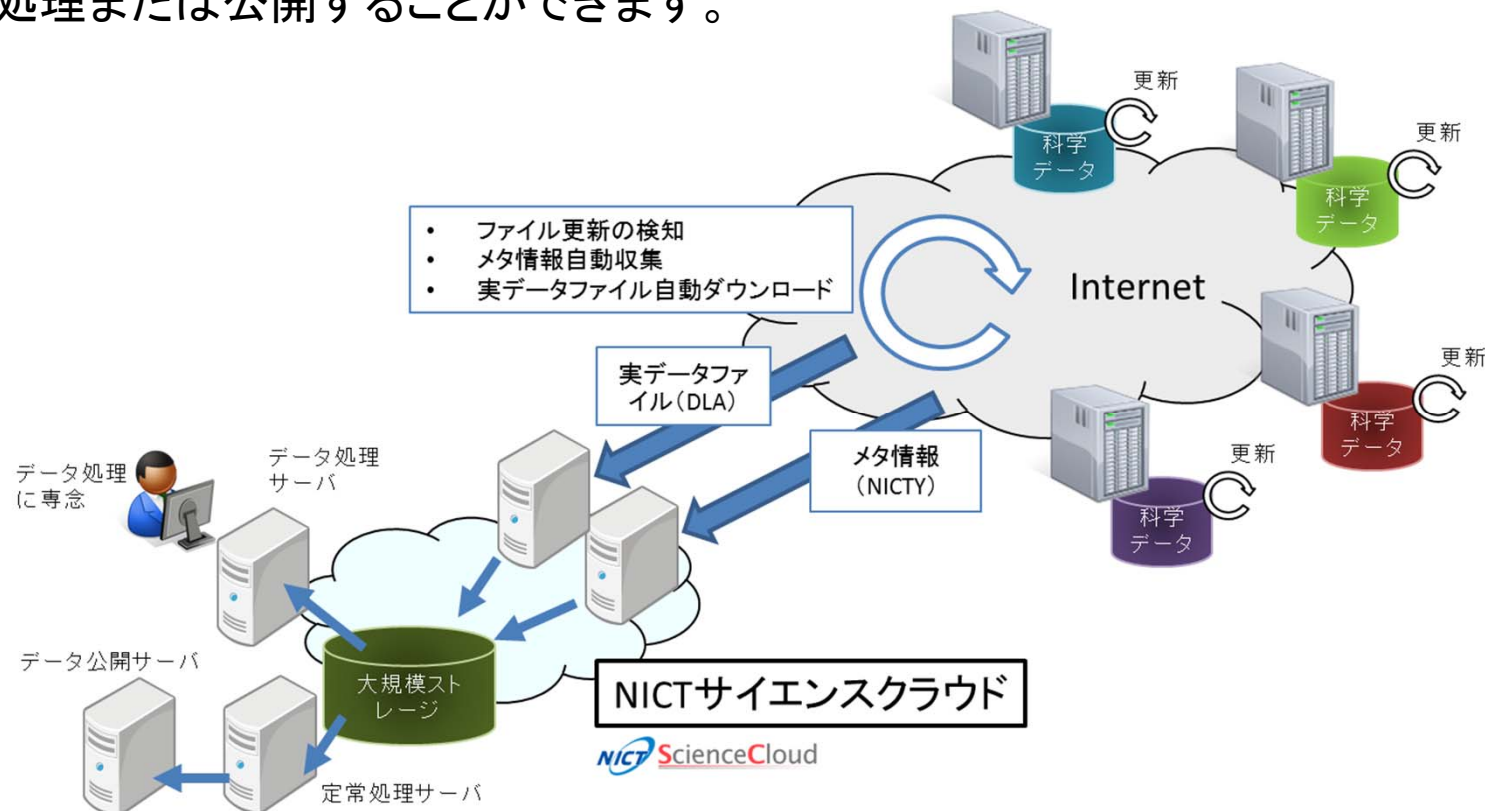 処理または公開することができます。
更新
科学
データ
更新
科学
データ
• ファイル更新の検知
• メタ情報自動収集
• 実データファイル自動ダウンロード
Internet
更新
科学
データ
実データファ
イル（DLA）
メタ情報
（NICTY）
更新
科学
データ
データ処理
に専念
データ処理
サーバ
データ公開サーバ
大規模スト
レージ
NICTサイエンスクラウド
NICT ScienceCloud
定常処理サーバ